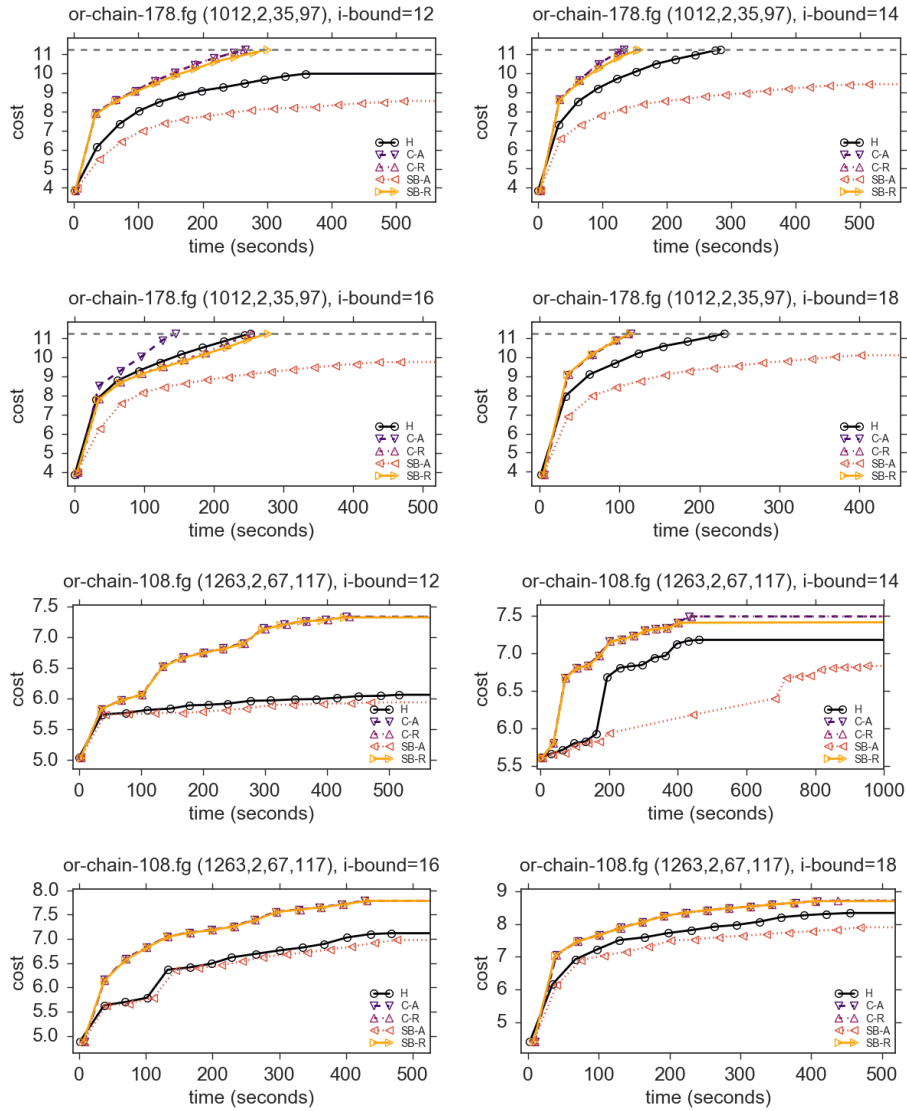 or-chain-178.fg (1012,2,35,97), i-bound=12
11
10
9
8
7
6
5
4
cost
H
C-A
C-R
SB-A
SB-R
0 100 200 300 400 500
time (seconds)
or-chain-178.fg (1012,2,35,97), i-bound=14
11
10
9
8
7
6
5
4
cost
H
C-A
C-R
SB-A
SB-R
0 100 200 300 400 500
time (seconds)
or-chain-178.fg (1012,2,35,97), i-bound=16
11
10
9
8
7
6
5
4
cost
H
C-A
C-R
SB-A
SB-R
0 100 200 300 400 500
time (seconds)
or-chain-178.fg (1012,2,35,97), i-bound=18
11
10
9
8
7
6
5
4
cost
H
C-A
C-R
SB-A
SB-R
0 100 200 300 400
time (seconds)
or-chain-108.fg (1263,2,67,117), i-bound=12
7.5
7.0
6.5
6.0
5.5
5.0
cost
H
C-A
C-R
SB-A
SB-R
0 100 200 300 400 500
time (seconds)
or-chain-108.fg (1263,2,67,117), i-bound=14
7.5
7.0
6.5
6.0
5.5
cost
H
C-A
C-R
SB-A
SB-R
0 200 400 600 800 1000
time (seconds)
or-chain-108.fg (1263,2,67,117), i-bound=16
8.0
7.5
7.0
6.5
6.0
5.5
5.0
cost
H
C-A
C-R
SB-A
SB-R
0 100 200 300 400 500
time (seconds)
or-chain-108.fg (1263,2,67,117), i-bound=18
9
8
7
6
5
cost
H
C-A
C-R
SB-A
SB-R
0 100 200 300 400 500
time (seconds)